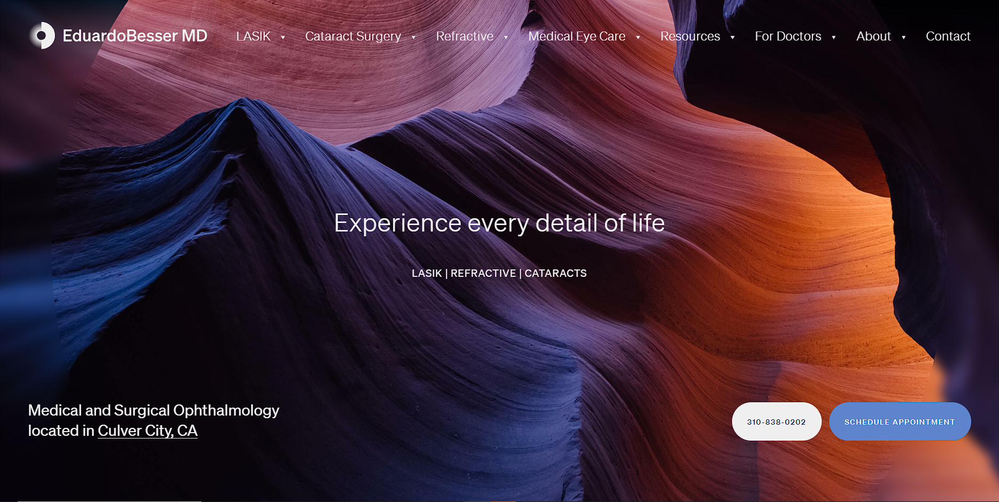 EduardoBesser MD
LASIK
Cataract Surgery
Refractive
Medical Eye Care
Resources
For Doctors
About
Contact
Experience every detail of life
LASIK | REFRACTIVE | CATARACTS
Medical and Surgical Ophthalmology
located in Culver City, CA
310-838-0202
SCHEDULE APPOINTMENT